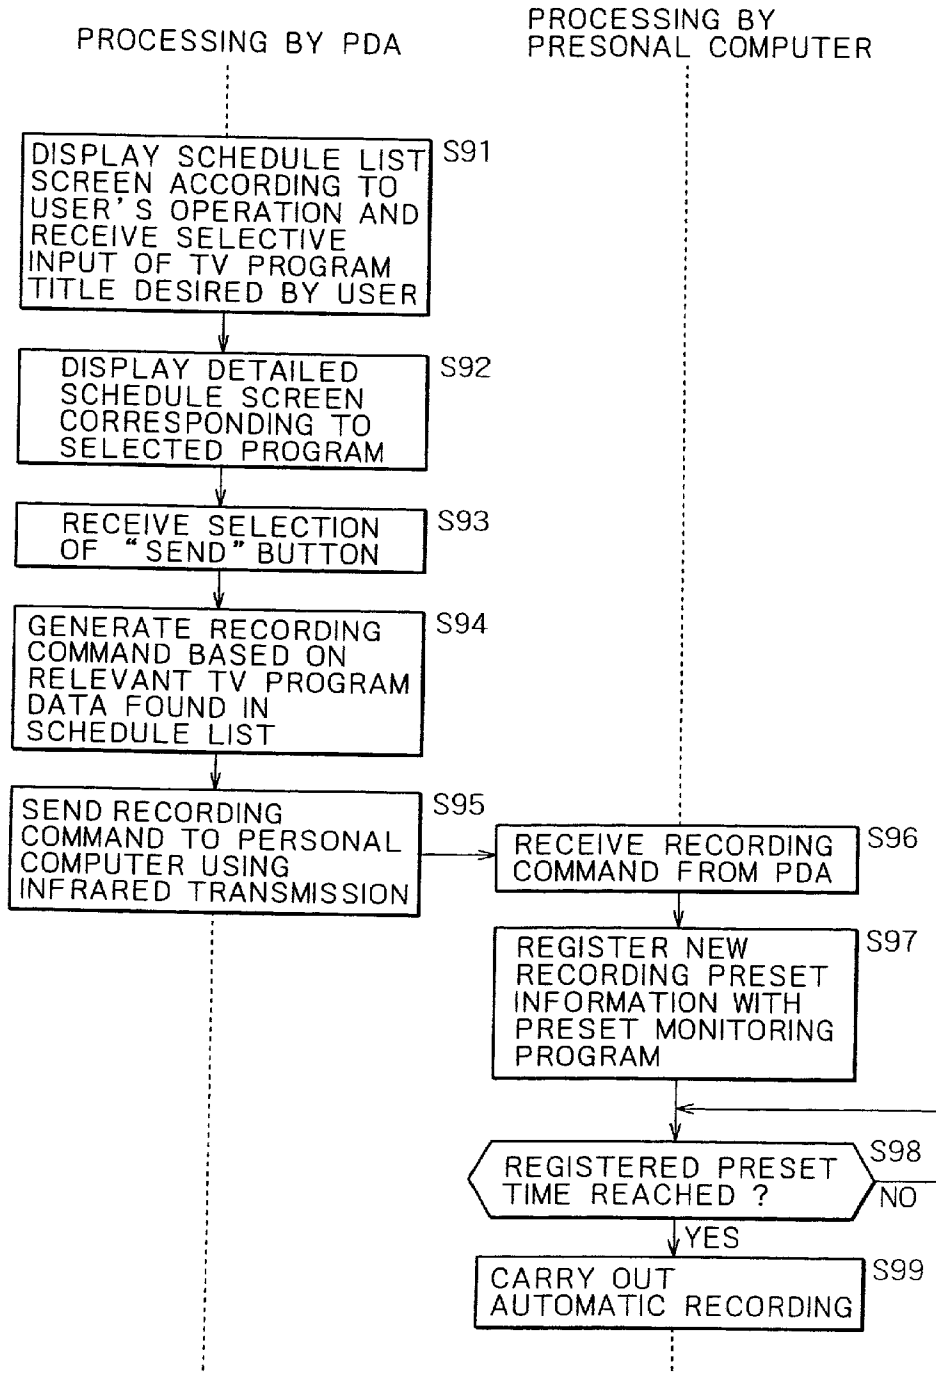 PROCESSING BY PDA
PROCESSING BY
PRESONAL COMPUTER
DISPLAY SCHEDULE LIST
SCREEN ACCORDING TO
USER'S OPERATION AND
RECEIVE SELECTIVE
INPUT OF TV PROGRAM
TITLE DESIRED BY USER
S91
DISPLAY DETAILED
SCHEDULE SCREEN
CORRESPONDING TO
SELECTED PROGRAM
S92
RECEIVE SELECTION
OF "SEND" BUTTON
S93
GENERATE RECORDING
COMMAND BASED ON
RELEVANT TV PROGRAM
DATA FOUND IN
SCHEDULE LIST
S94
SEND RECORDING
COMMAND TO PERSONAL
COMPUTER USING
INFRARED TRANSMISSION
S95
RECEIVE RECORDING
COMMAND FROM PDA
S96
REGISTER NEW
RECORDING PRESET
INFORMATION WITH
PRESET MONITORING
PROGRAM
S97
REGISTERED PRESET
TIME REACHED ?
S98
NO
YES
CARRY OUT
AUTOMATIC RECORDING
S99